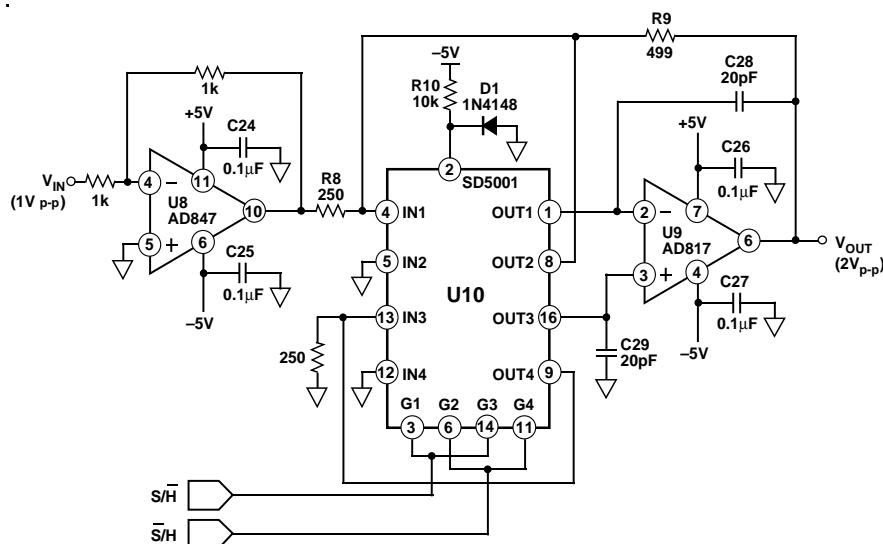 R9
499
C28
20pF
–5V
R10
10k
D1
1N4148
1k
+5V
C24
0.1µF
VIN
(1V p-p)
1k
4
–
11
U8
AD847
10
5
+
6
C25
0.1µF
–5V
R8
250
2
SD5001
4
IN1
5
IN2
13
IN3
12
IN4
U10
OUT1
1
OUT2
8
OUT3
16
OUT4
9
250
G1
G2
G3
G4
3
6
14
11
+5V
C26
0.1µF
2
–
7
U9
AD817
6
3
+
4
C27
0.1µF
–5V
VOUT
(2Vp-p)
C29
20pF
S/H̅
S̅/H